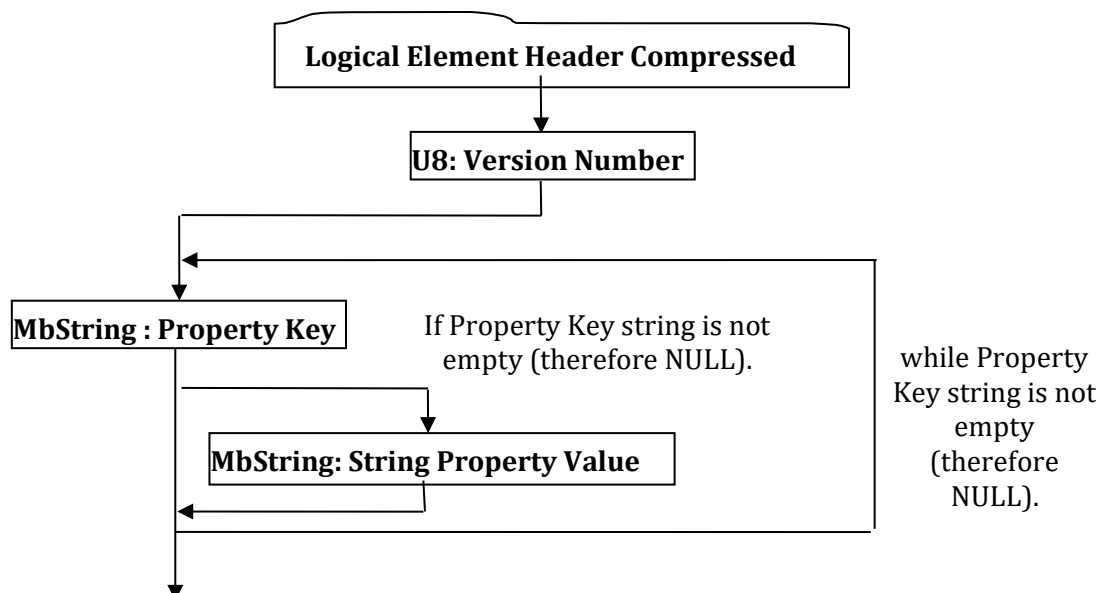 Logical Element Header Compressed
U8: Version Number
MbString : Property Key
If Property Key string is not
empty (therefore NULL).
while Property
Key string is not
empty
(therefore
NULL).
MbString: String Property Value